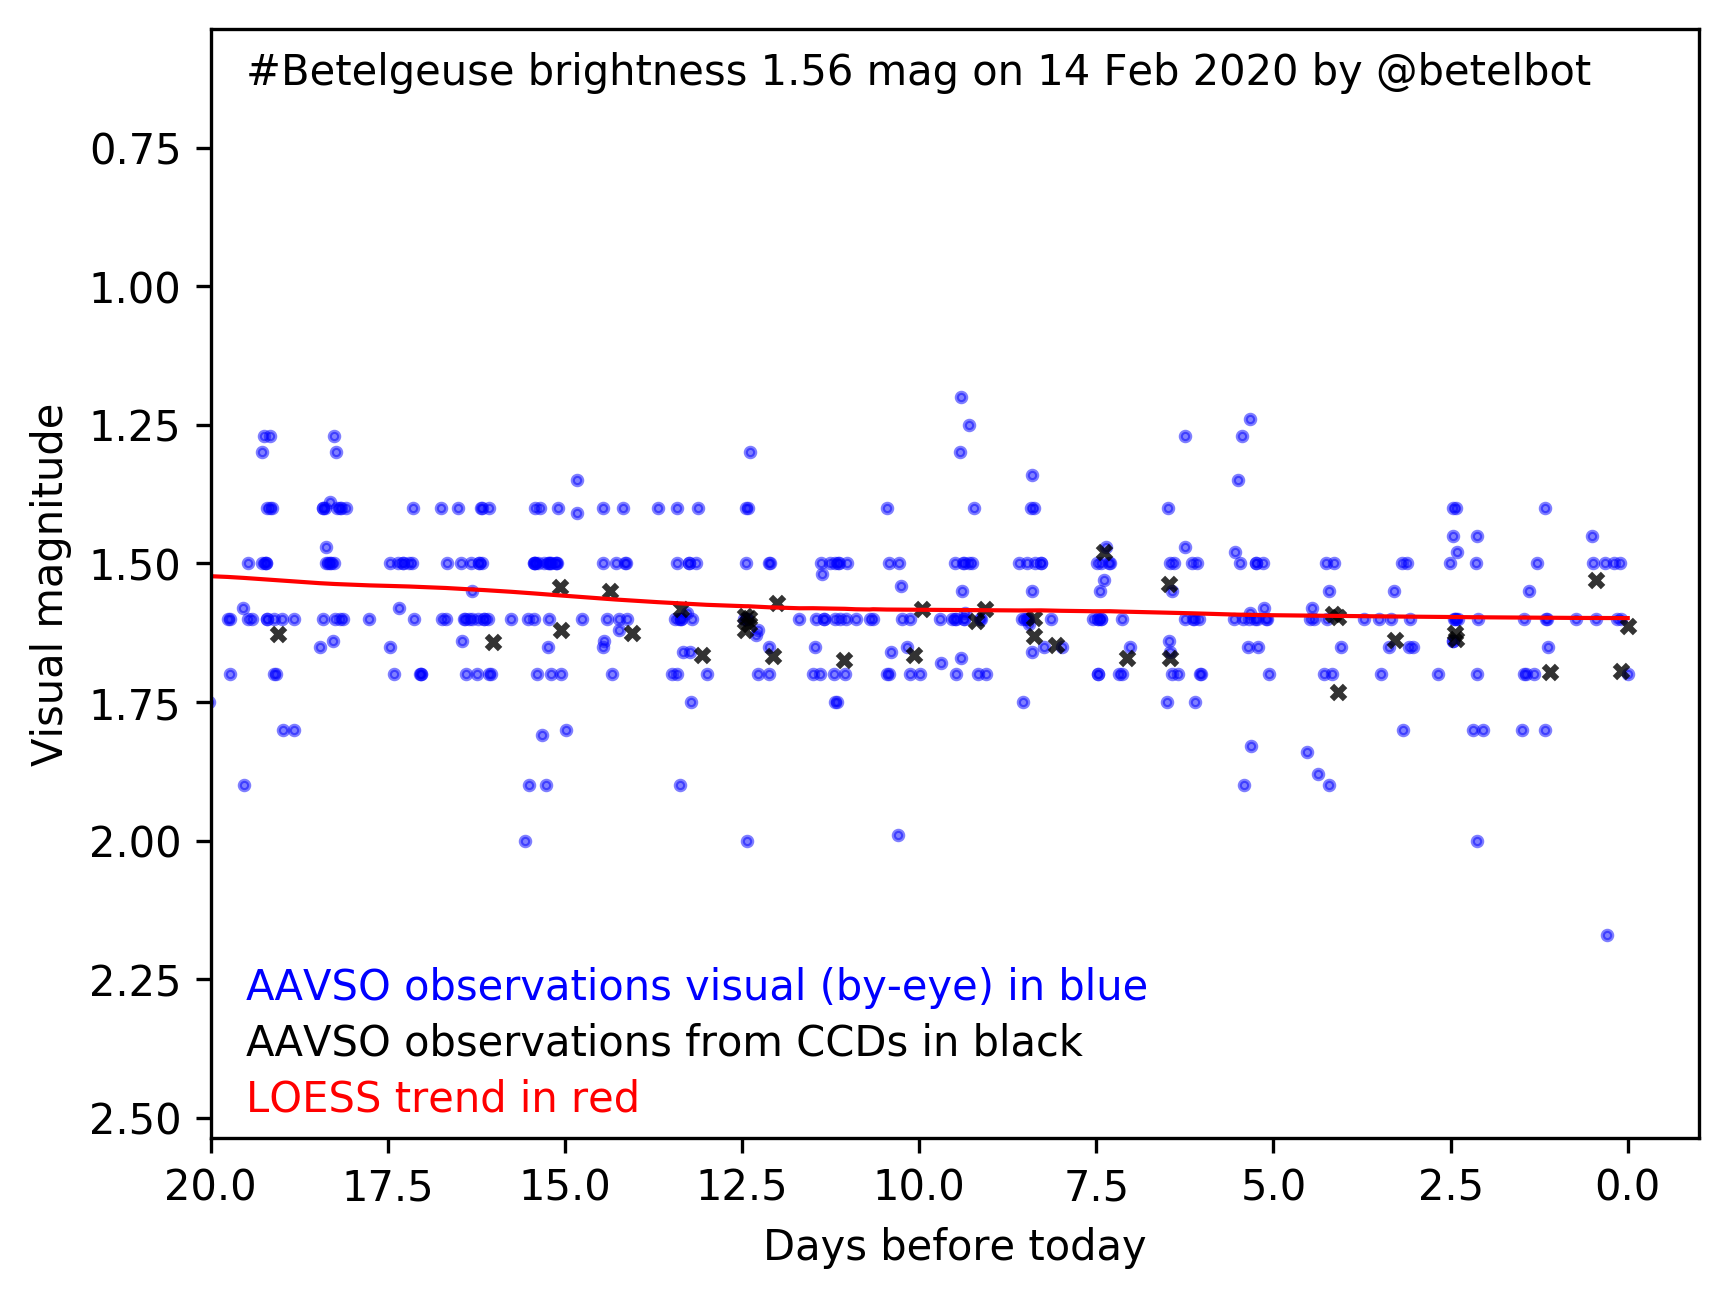 #Betelgeuse brightness 1.56 mag on 14 Feb 2020 by @betelbot
0.75
1.00
1.25
1.50
1.75
2.00
2.25
2.50
Visual magnitude
AAVSO observations visual (by-eye) in blue
AAVSO observations from CCDs in black
LOESS trend in red
20.0 17.5 15.0 12.5 10.0 7.5 5.0 2.5 0.0
Days before today